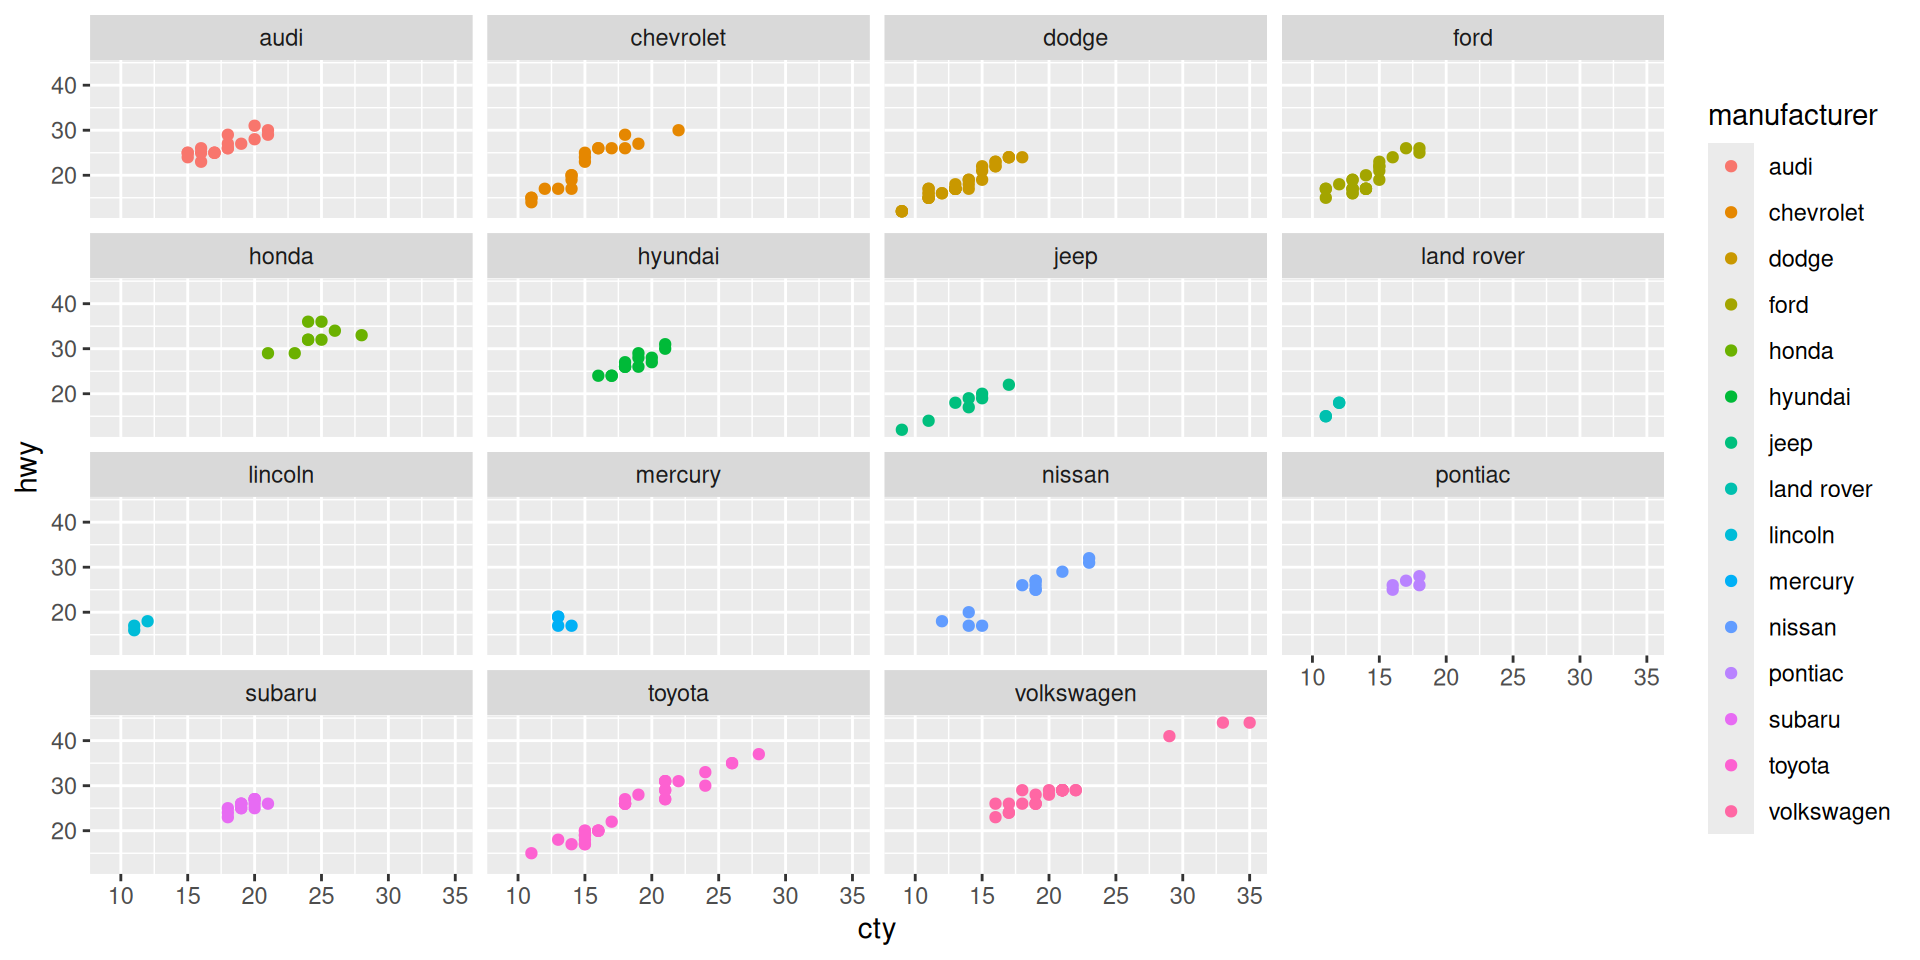 audi chevrolet dodge ford
40
30
20
honda hyundai jeep land rover
40
30
20
lincoln mercury nissan pontiac
40
30
20
10 15 20 25 30 35
subaru toyota volkswagen
40
30
20
10 15 20 25 30 35 10 15 20 25 30 35 10 15 20 25 30 35
cty
hwy
manufacturer
audi
chevrolet
dodge
ford
honda
hyundai
jeep
land rover
lincoln
mercury
nissan
pontiac
subaru
toyota
volkswagen